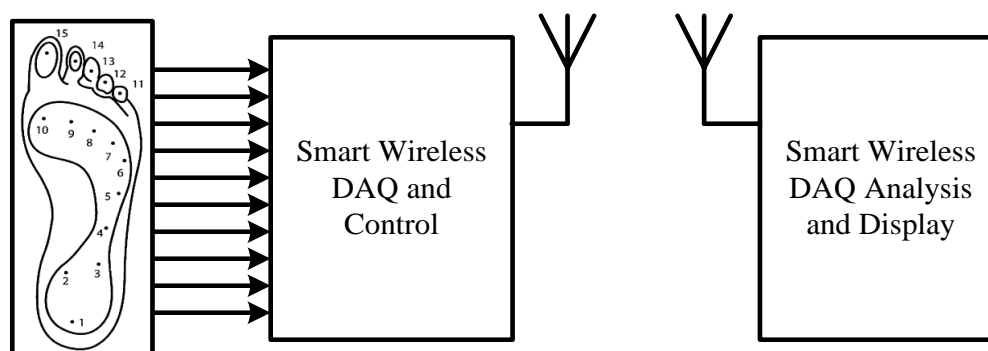 15
14
13
12
11
10
9
8
7
6
5
4
3
2
1
Smart Wireless
DAQ and
Control
Smart Wireless
DAQ Analysis
and Display